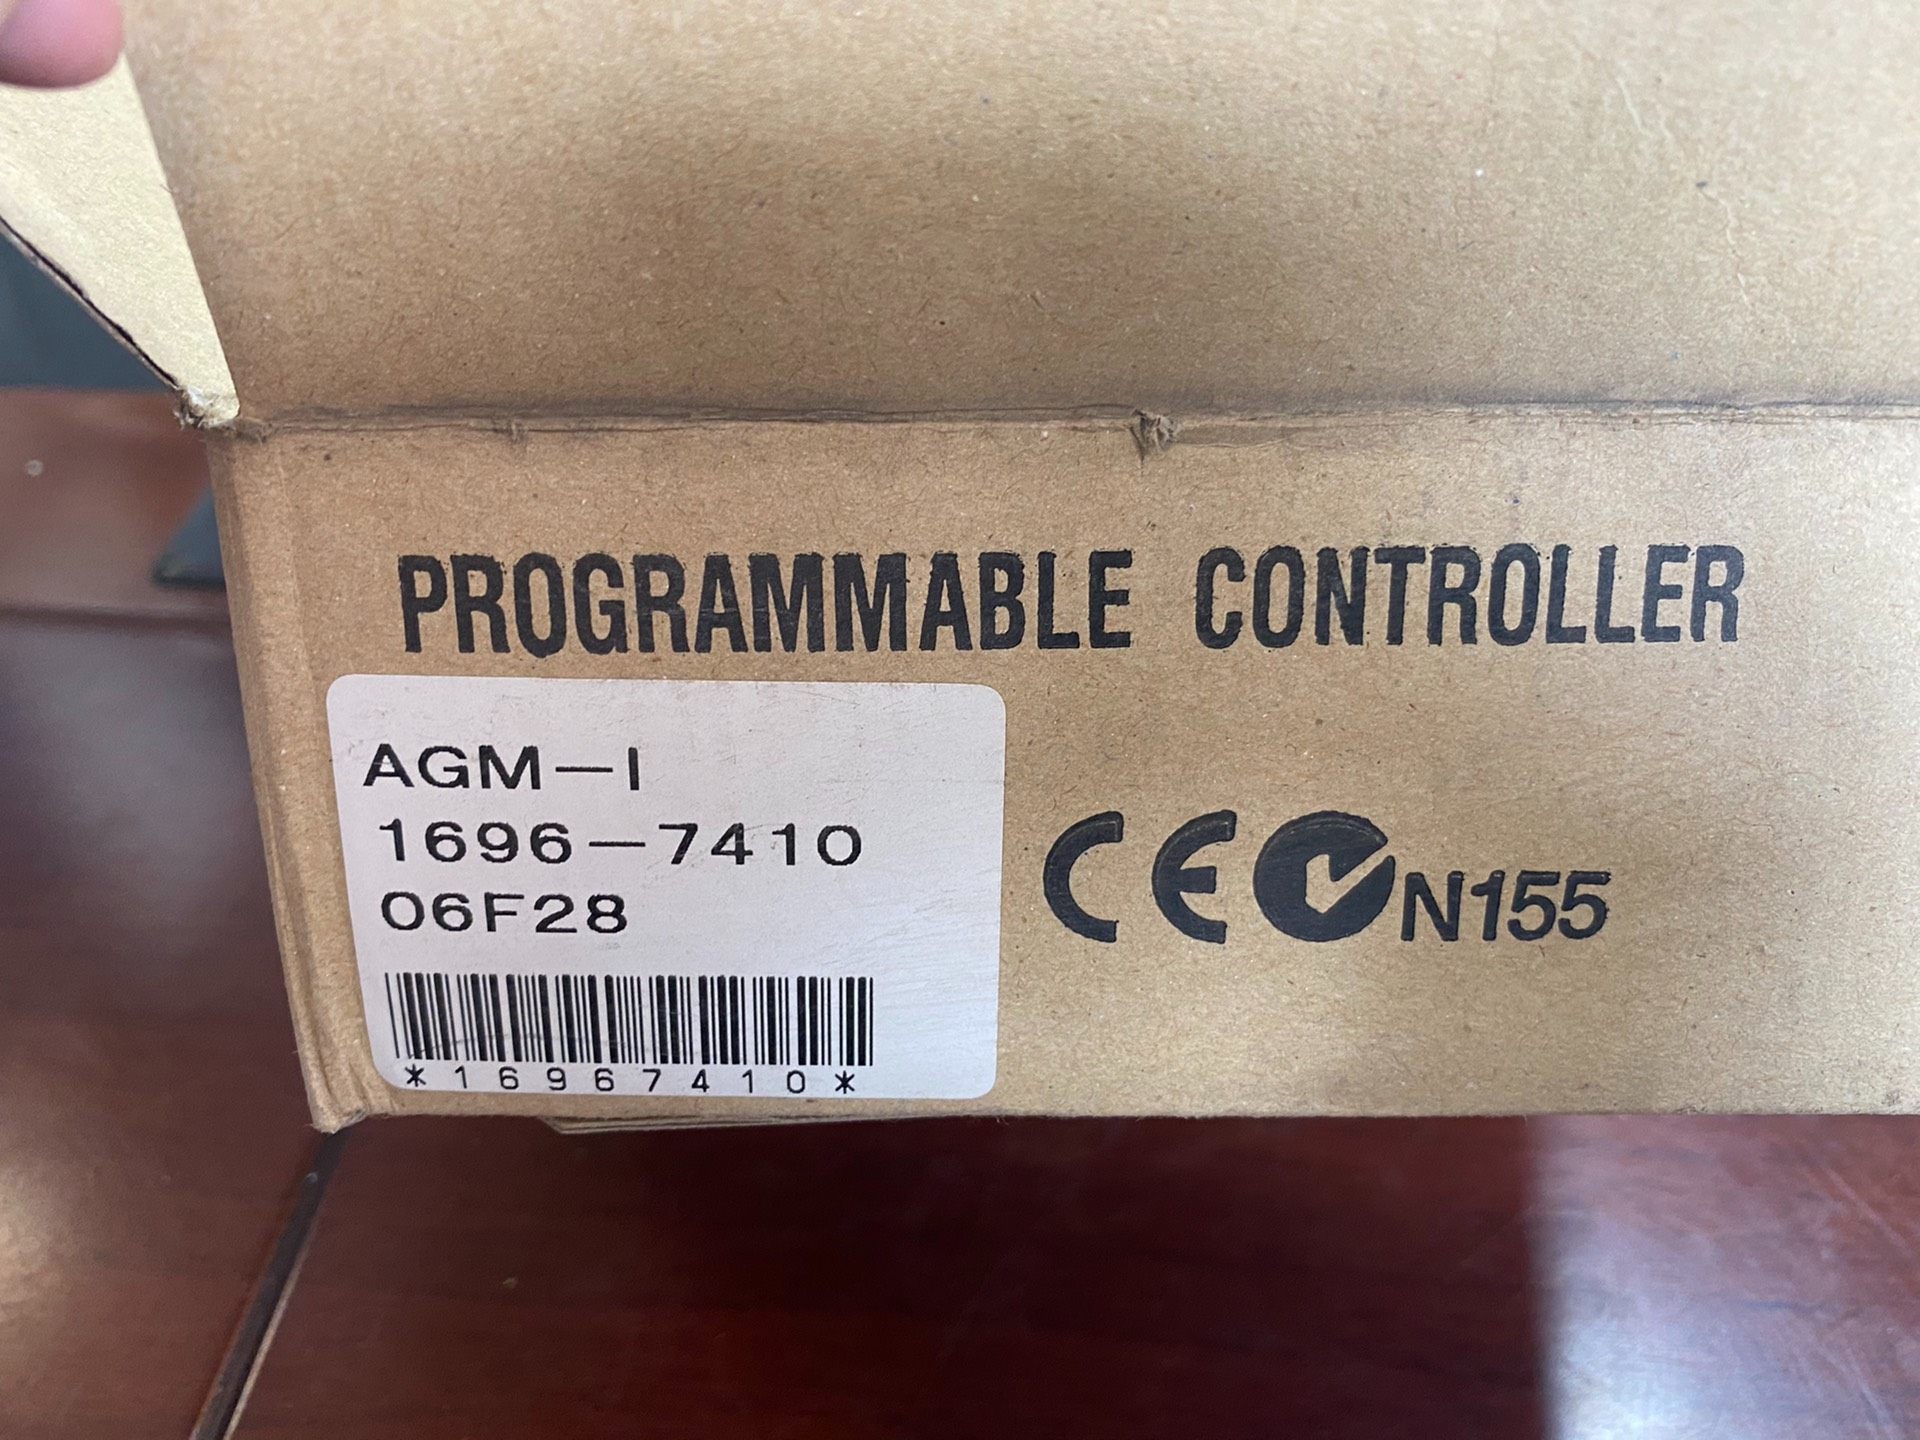 PROGRAMMABLE CONTROLLER
AGM-I
1696-7410
06F28
*16967410*
CE N155